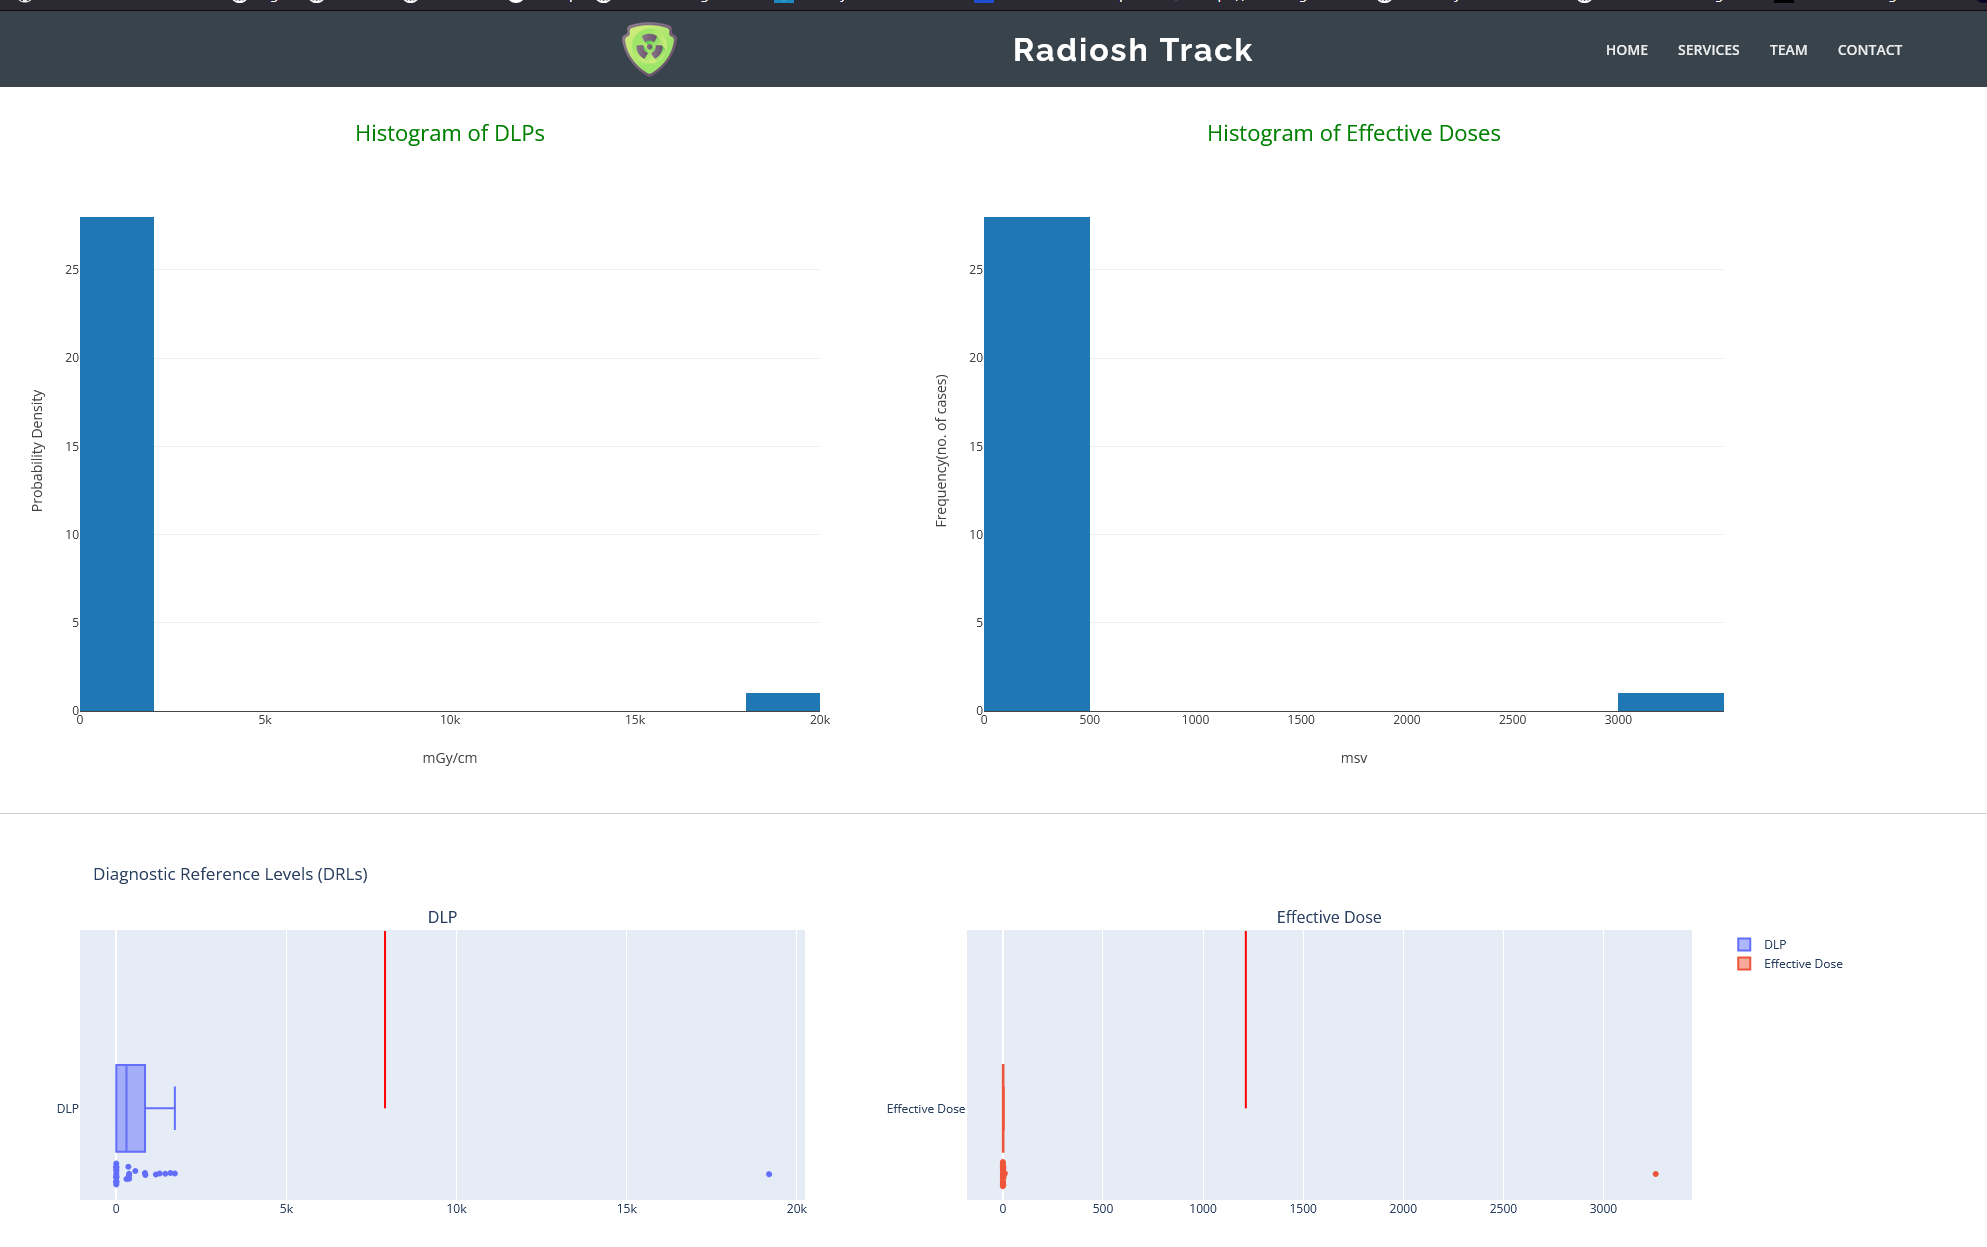 Radiosh Track
HOME SERVICES TEAM CONTACT
Histogram of DLPs
25
20
15
10
5
0
Probability Density
0 5k 10k 15k 20k
mGy/cm
Histogram of Effective Doses
25
20
15
10
5
0
Frequency(no. of cases)
0 500 1000 1500 2000 2500 3000
msv
Diagnostic Reference Levels (DRLs)
DLP
DLP
0 5k 10k 15k 20k
Effective Dose
Effective Dose
0 500 1000 1500 2000 2500 3000
DLP
Effective Dose